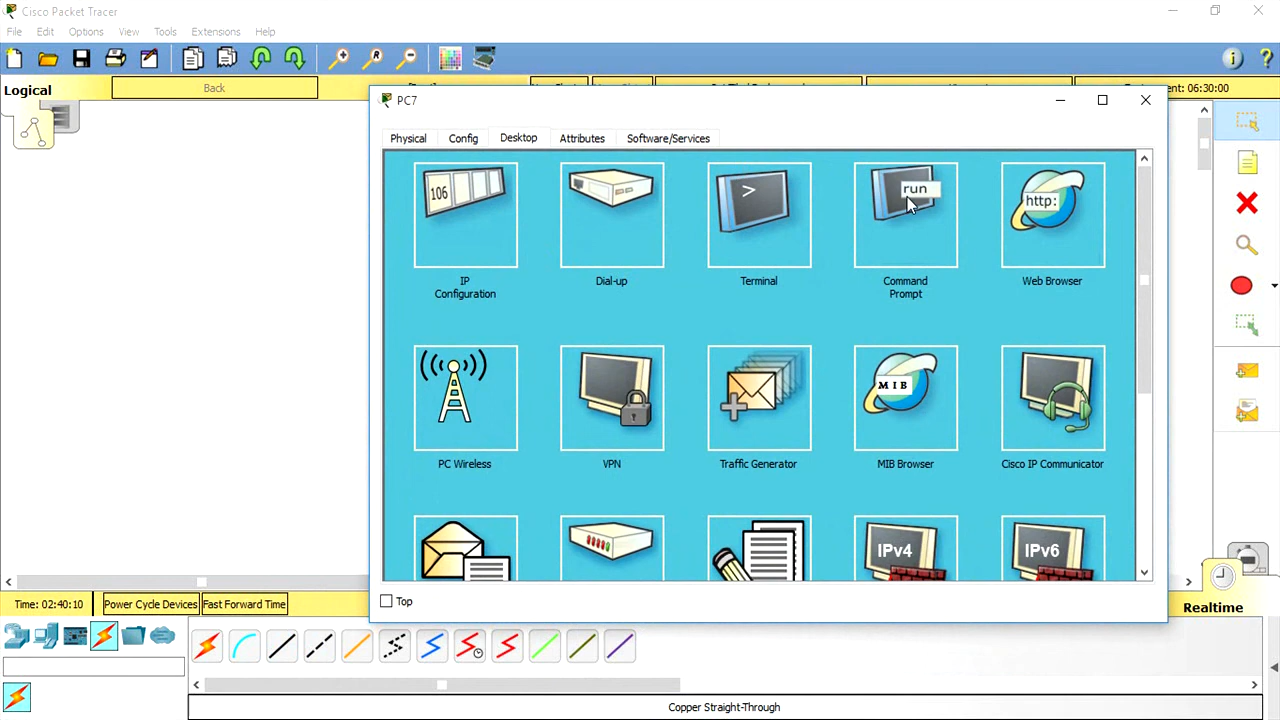 Cisco Packet Tracer
File Edit Options View Tools Extensions Help
Logical
Back
06:30:00
PC7
Physical Config Desktop Attributes Software/Services
106
>
run
http:
IP Configuration
Dial-up
Terminal
Command Prompt
Web Browser
MIB
PC Wireless
VPN
Traffic Generator
MIB Browser
Cisco IP Communicator
IPv4
IPv6
Top
Time: 02:40:10
Power Cycle Devices
Fast Forward Time
Realtime
Copper Straight-Through